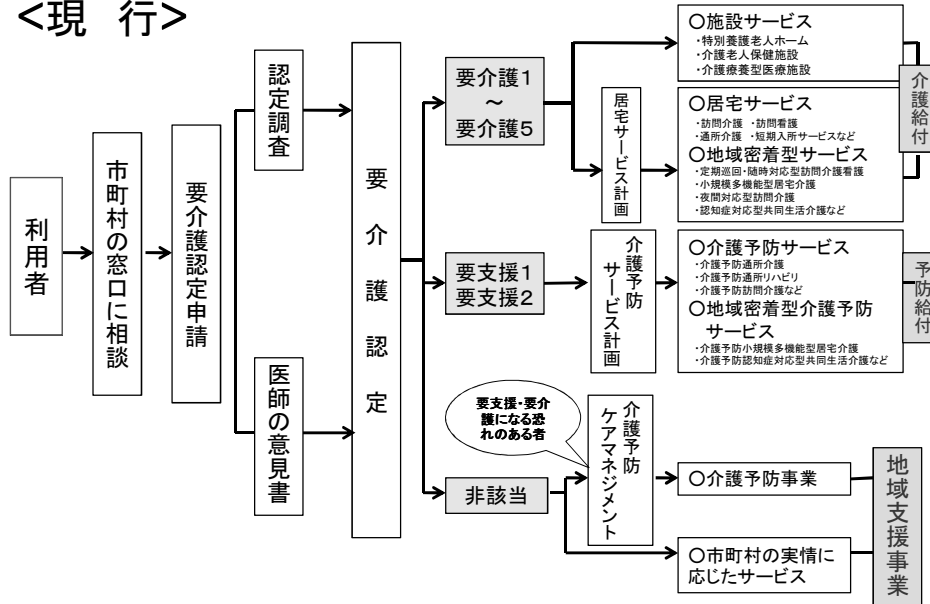 <現 行>
利用者
市町村の窓口に相談
要介護認定申請
認定調査
医師の意見書
要介護認定
要介護1
~
要介護5
居宅サービス計画
〇施設サービス
・特別養護老人ホーム
・介護老人保健施設
・介護療養型医療施設
〇居宅サービス
・訪問介護 ・訪問看護
・通所介護 ・短期入所サービスなど
〇地域密着型サービス
・定期巡回・随時対応型訪問介護看護
・小規模多機能型居宅介護
・夜間対応型訪問介護
・認知症対応型共同生活介護など
介護給付
要支援1
要支援2
介護予防
サービス計画
〇介護予防サービス
・介護予防通所介護
・介護予防通所リハビリ
・介護予防訪問介護など
〇地域密着型介護予防
サービス
・介護予防小規模多機能型居宅介護
・介護予防認知症対応型共同生活介護など
予防給付
要支援・要介
護になる恐
れのある者
非該当
介護予防
ケアマネジメント
〇介護予防事業
〇市町村の実情に
応じたサービス
地域支援事業